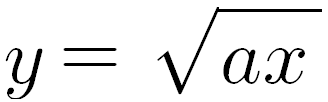 y = √ax